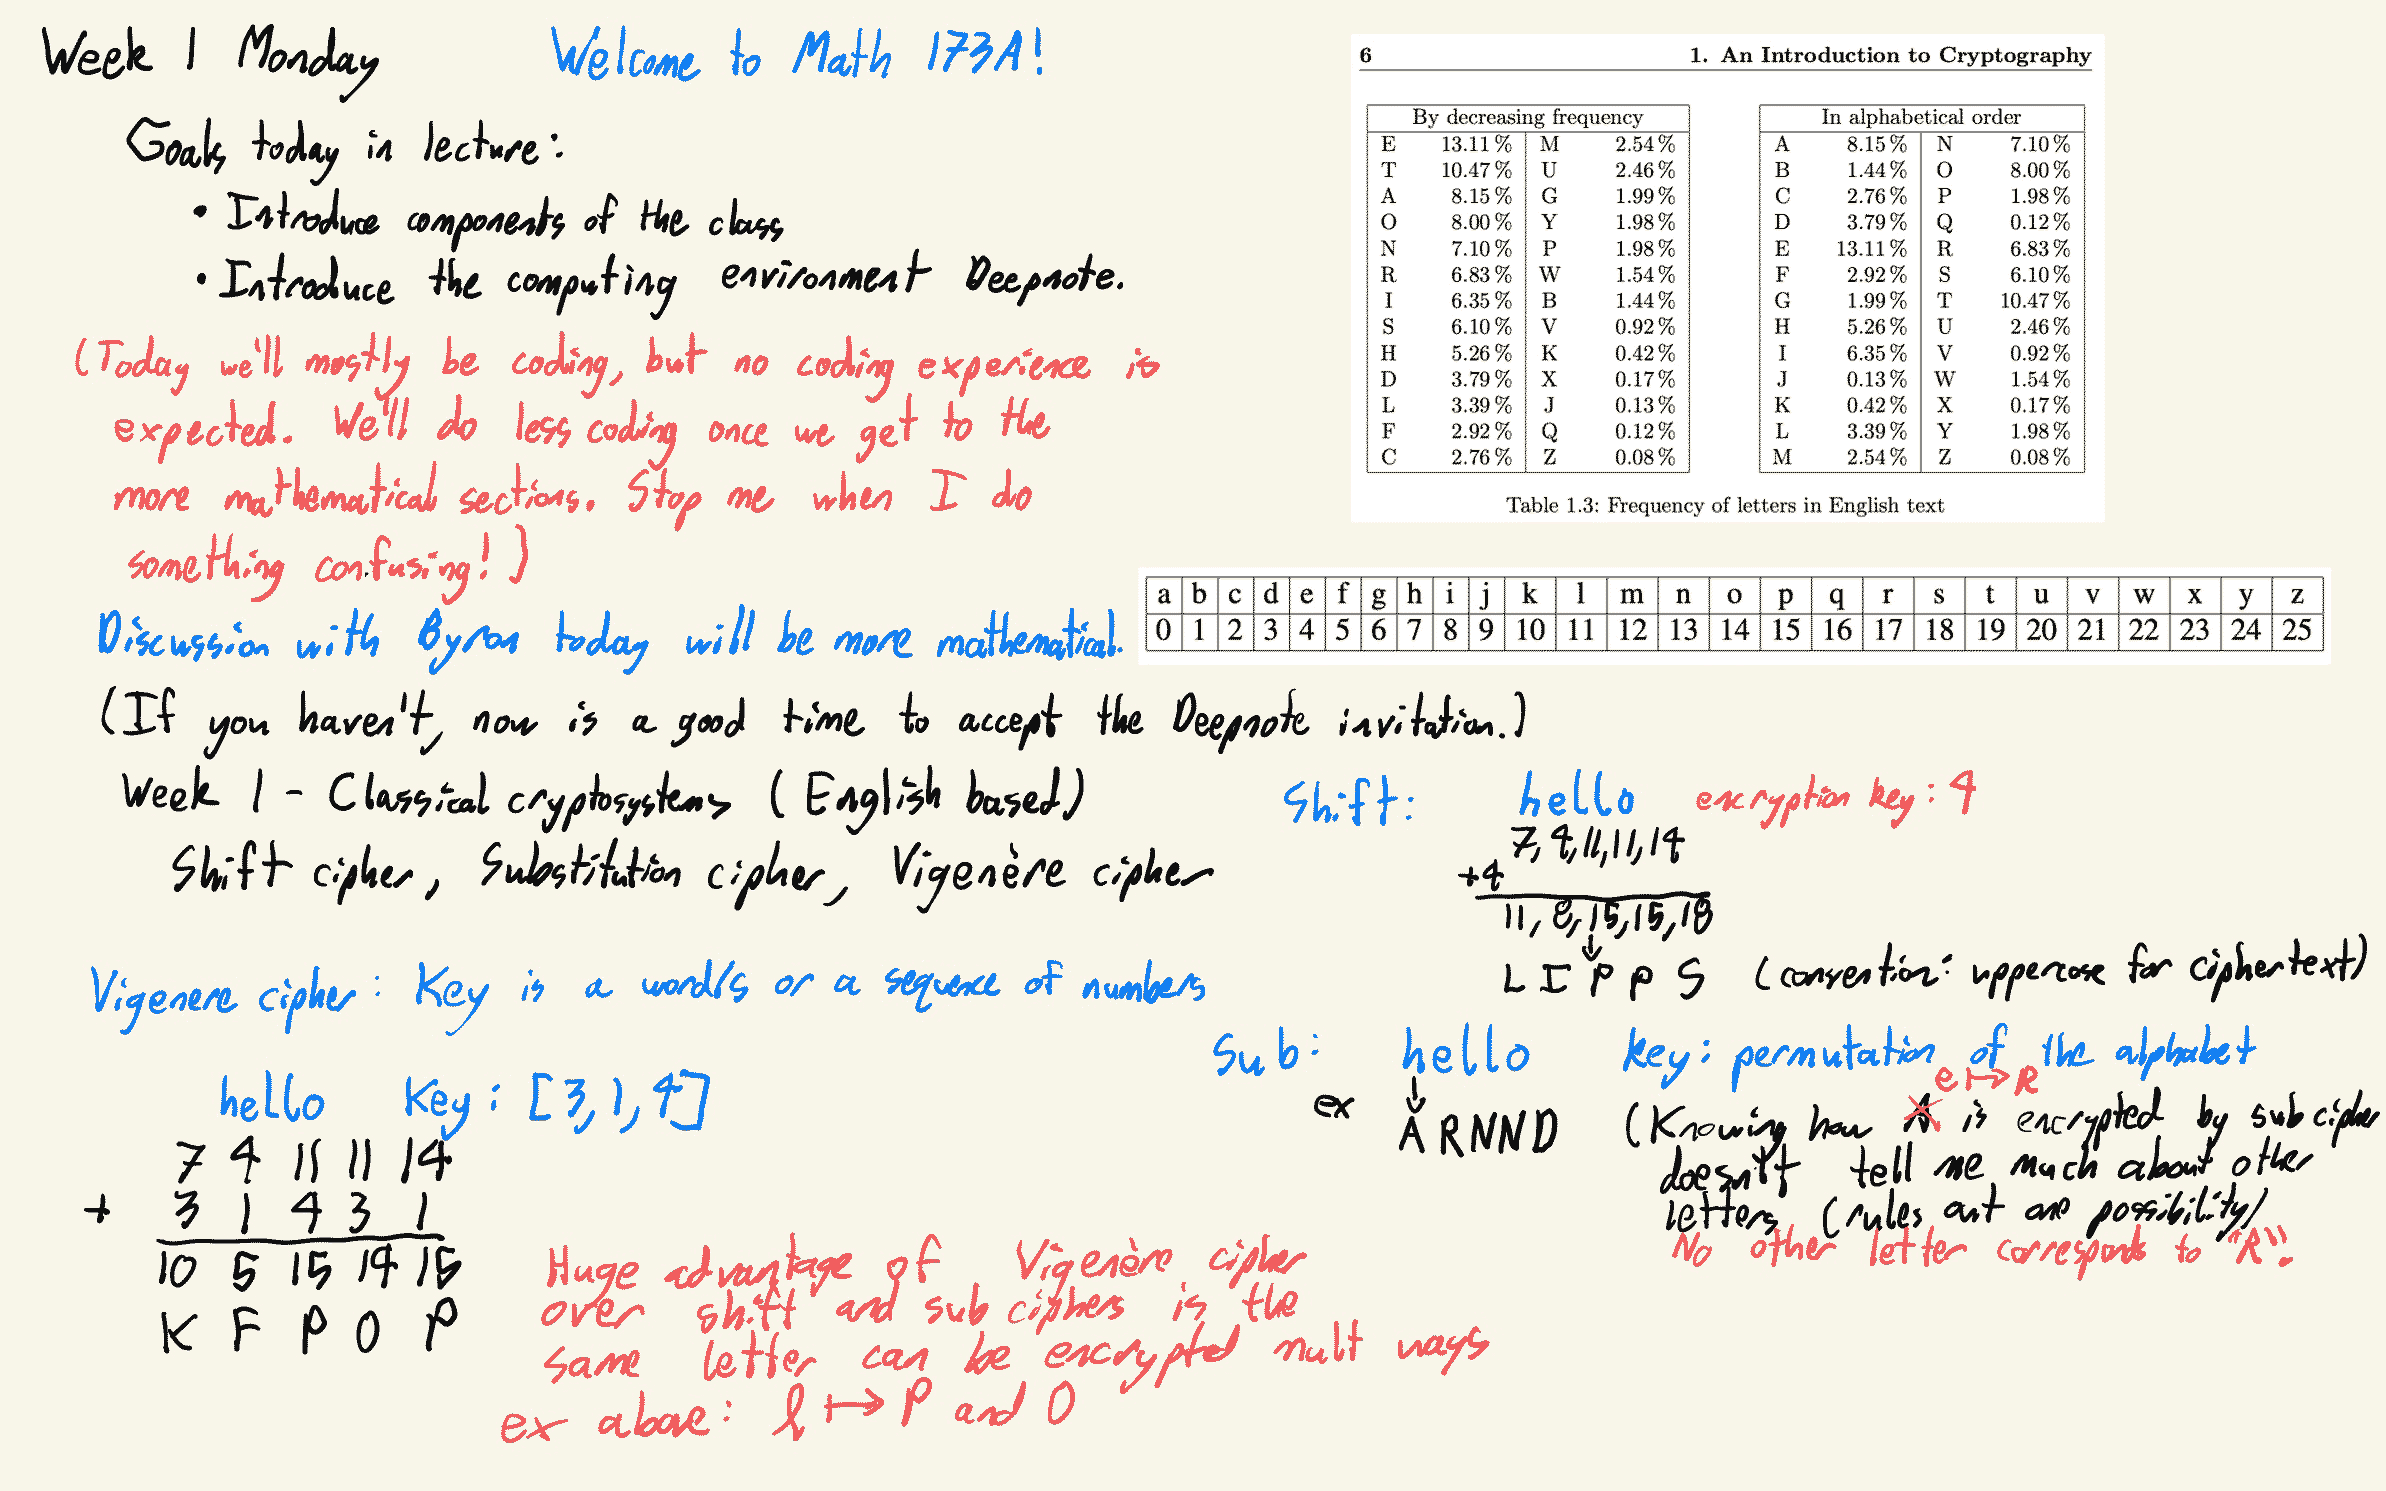 Week 1 Monday
Welcome to Math 173A!
Goals today in lecture:
• Introduce components of the class
• Introduce the computing environment Deepnote.
(Today we'll mostly be coding, but no coding experience is
expected. We'll do less coding once we get to the
more mathematical sections. Stop me when I do
something confusing!)
Discussion with Byron today will be more mathematical.
(If you haven't, now is a good time to accept the Deepnote invitation.)
Week 1 - Classical cryptosystems (English based)
Shift cipher, Substitution cipher, Vigenère cipher
Vigenere cipher: Key is a word/s or a sequence of numbers
hello Key: [3,1,4]
7 4 11 11 14
+ 3 1 4 3 1
10 5 15 14 15
K F P O P
Huge advantage of Vigenère cipher
over shift and sub ciphers is the
same letter can be encrypted mult ways
ex above: l ↦ P and O
6 1. An Introduction to Cryptography
By decreasing frequency
E 13.11% M 2.54%
T 10.47% U 2.46%
A 8.15% G 1.99%
O 8.00% Y 1.98%
N 7.10% P 1.98%
R 6.83% W 1.54%
I 6.35% B 1.44%
S 6.10% V 0.92%
H 5.26% K 0.42%
D 3.79% X 0.17%
L 3.39% J 0.13%
F 2.92% Q 0.12%
C 2.76% Z 0.08%
In alphabetical order
A 8.15% N 7.10%
B 1.44% O 8.00%
C 2.76% P 1.98%
D 3.79% Q 0.12%
E 13.11% R 6.83%
F 2.92% S 6.10%
G 1.99% T 10.47%
H 5.26% U 2.46%
I 6.35% V 0.92%
J 0.13% W 1.54%
K 0.42% X 0.17%
L 3.39% Y 1.98%
M 2.54% Z 0.08%
Table 1.3: Frequency of letters in English text
a b c d e f g h i j k l m n o p q r s t u v w x y z
0 1 2 3 4 5 6 7 8 9 10 11 12 13 14 15 16 17 18 19 20 21 22 23 24 25
Shift: hello encryption key: 4
7,4,11,11,14
+4
11,8,15,15,18
↓
L I P P S (convention: uppercase for ciphertext)
Sub: hello key: permutation of the alphabet
↓
e ↦ R
ex A R N N D
(Knowing how A is encrypted by sub cipher
doesn't tell me much about other
letters (rules out one possibility)
No other letter corresponds to "R".